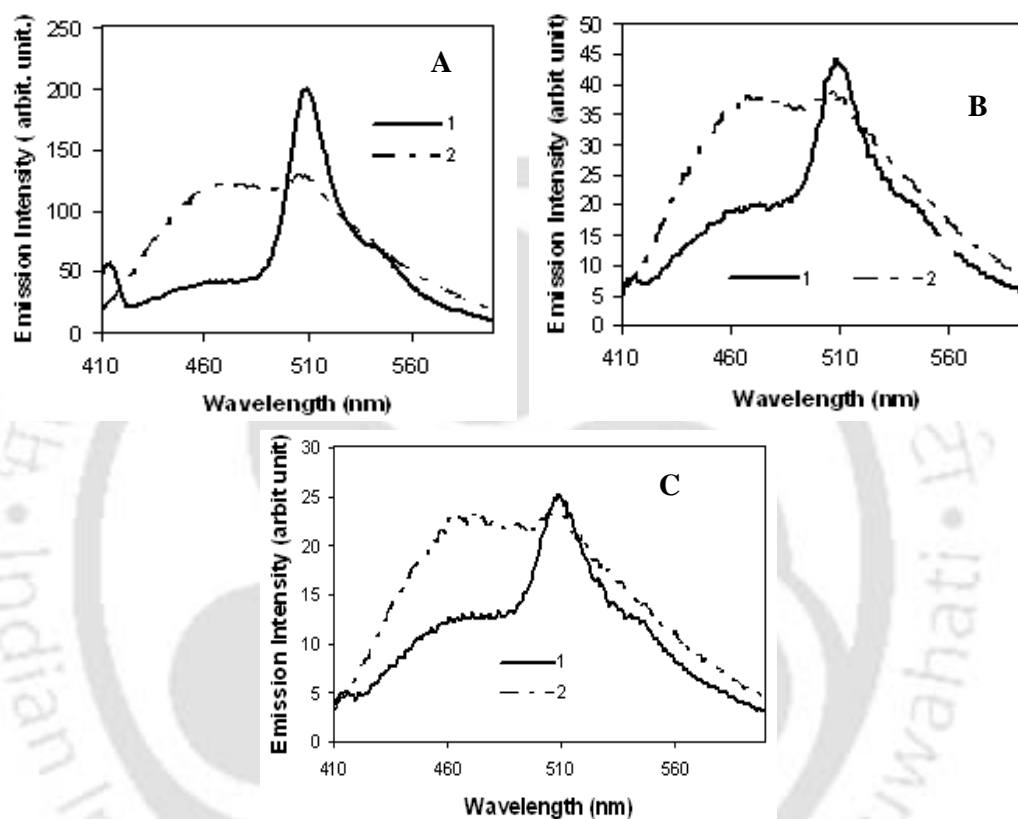 A
Emission Intensity ( arbit. unit.)
250
200
150
100
50
0
1
2
410 460 510 560
Wavelength (nm)
B
Emission Intensity (arbit unit)
50
45
40
35
30
25
20
15
10
5
0
1 2
410 460 510 560
Wavelength (nm)
C
Emission Intensity (arbit unit)
30
25
20
15
10
5
0
1
2
410 460 510 560
Wavelength (nm)
Indian In
uwahati